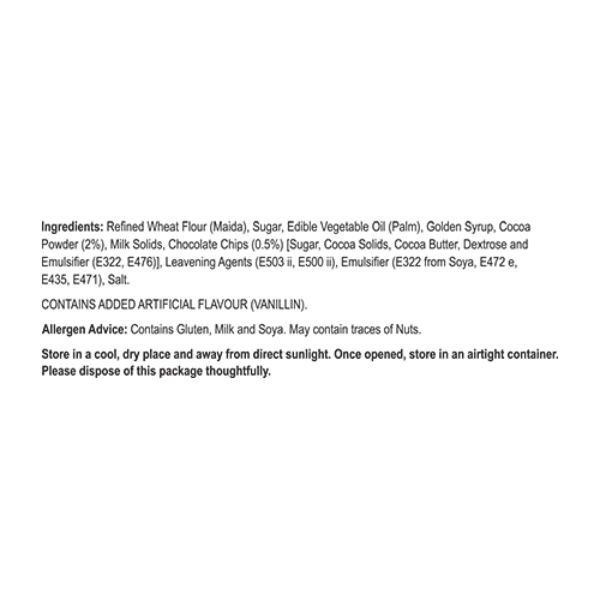 Ingredients: Refined Wheat Flour (Maida), Sugar, Edible Vegetable Oil (Palm), Golden Syrup, Cocoa
Powder (2%), Milk Solids, Chocolate Chips (0.5%) [Sugar, Cocoa Solids, Cocoa Butter, Dextrose and
Emulsifier (E322, E476)], Leavening Agents (E503 ii, E500 ii), Emulsifier (E322 from Soya, E472 e,
E435, E471), Salt.
CONTAINS ADDED ARTIFICIAL FLAVOUR (VANILLIN).
Allergen Advice: Contains Gluten, Milk and Soya. May contain traces of Nuts.
Store in a cool, dry place and away from direct sunlight. Once opened, store in an airtight container.
Please dispose of this package thoughtfully.